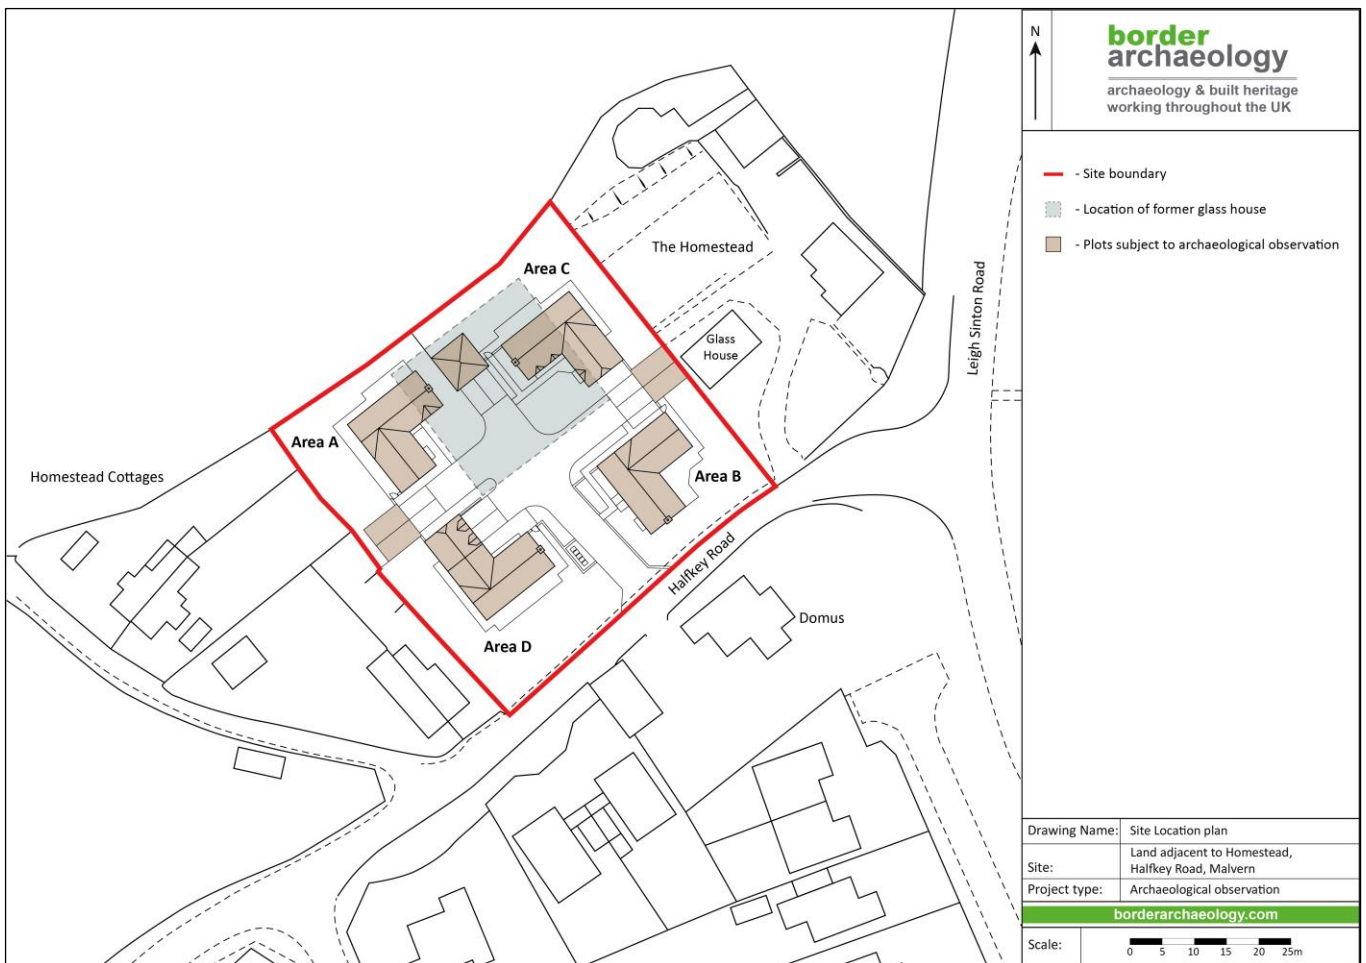 N
border
archaeology
archaeology & built heritage
working throughout the UK
- Site boundary
- Location of former glass house
- Plots subject to archaeological observation
The Homestead
Area C
Leigh Sinton Road
Glass
House
Area A
Homestead Cottages
Area B
Halfkey Road
Domus
Area D
Drawing Name: Site Location plan
Site: Land adjacent to Homestead,
Halfkey Road, Malvern
Project type: Archaeological observation
borderarchaeology.com
Scale:
0 5 10 15 20 25m